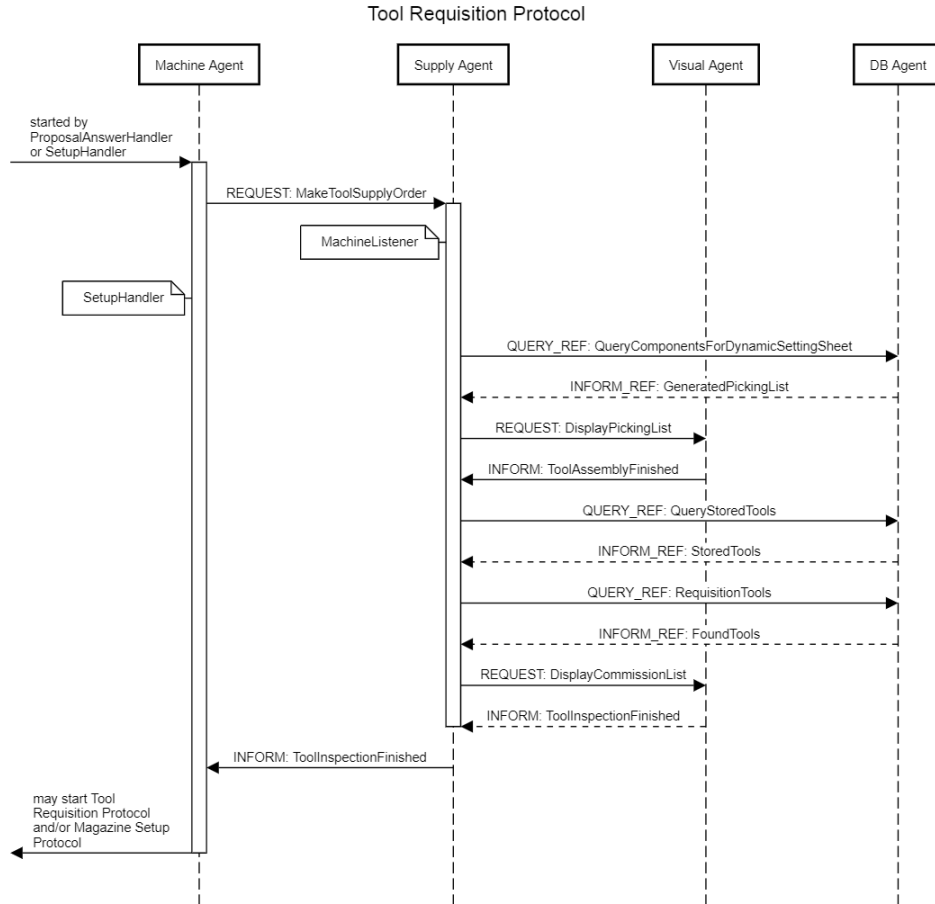 Tool Requisition Protocol
Machine Agent
Supply Agent
Visual Agent
DB Agent
started by
ProposalAnswerHandler
or SetupHandler
REQUEST: MakeToolSupplyOrder
MachineListener
SetupHandler
QUERY_REF: QueryComponentsForDynamicSettingSheet
INFORM_REF: GeneratedPickingList
REQUEST: DisplayPickingList
INFORM: ToolAssemblyFinished
QUERY_REF: QueryStoredTools
INFORM_REF: StoredTools
QUERY_REF: RequisitionTools
INFORM_REF: FoundTools
REQUEST: DisplayCommissionList
INFORM: ToolInspectionFinished
INFORM: ToolInspectionFinished
may start Tool
Requisition Protocol
and/or Magazine Setup
Protocol